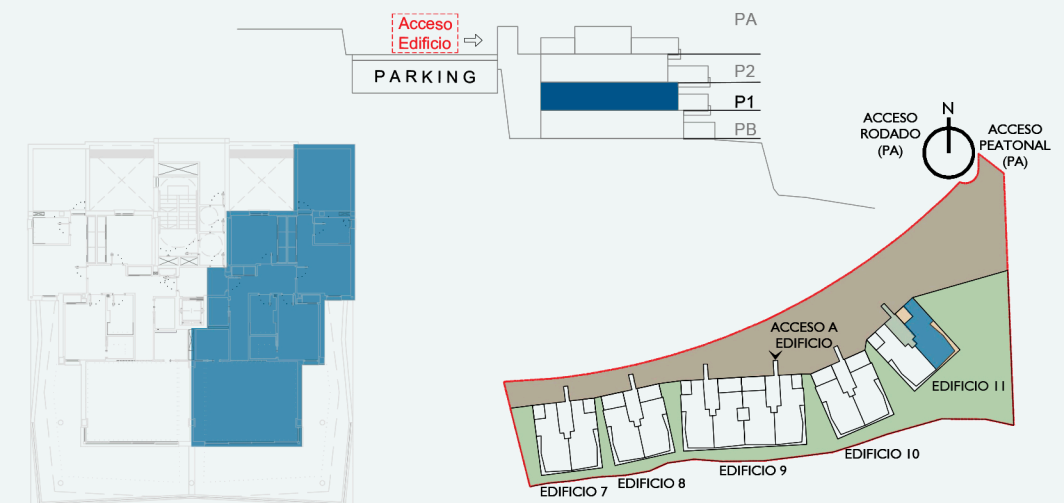 Acceso
Edificio
PARKING
PA
P2
P1
PB
N
ACCESO
RODADO
(PA)
ACCESO
PEATONAL
(PA)
ACCESO A
EDIFICIO
EDIFICIO 11
EDIFICIO 10
EDIFICIO 9
EDIFICIO 8
EDIFICIO 7